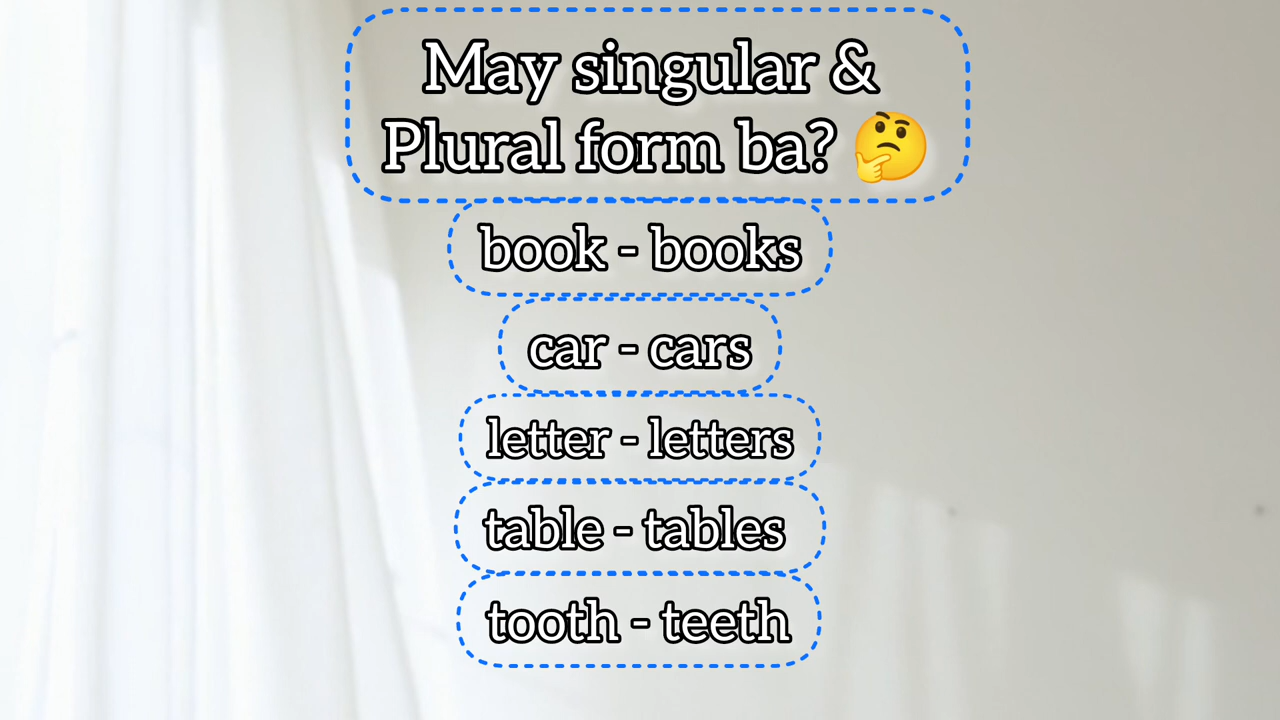 May singular &
Plural form ba? 🤔
book - books
car - cars
letter - letters
table - tables
tooth - teeth